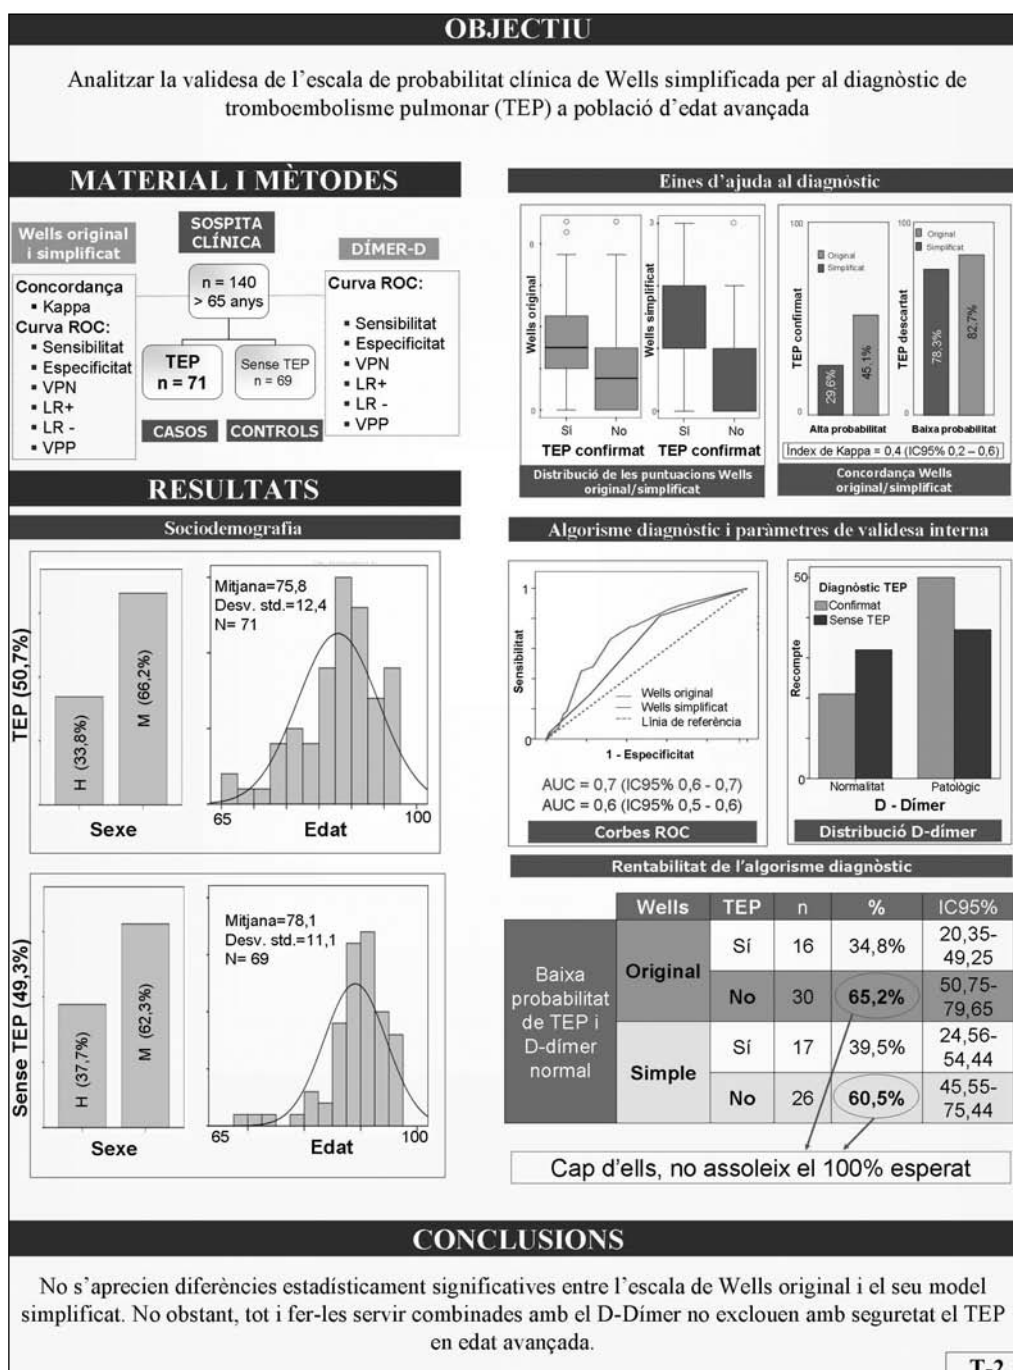 OBJECTIU
Analitzar la validesa de l'escala de probabilitat clínica de Wells simplificada per al diagnòstic de
tromboembolisme pulmonar (TEP) a població d'edat avançada
MATERIAL I MÈTODES
Wells original
i simplificat
SOSPITA
CLÍNICA
DÍMER-D
Concordança
▪ Kappa
Curva ROC:
▪ Sensibilitat
▪ Especificitat
▪ VPN
▪ LR+
▪ LR -
▪ VPP
n = 140
> 65 anys
TEP
n = 71
Sense TEP
n = 69
CASOS
CONTROLS
Curva ROC:
▪ Sensibilitat
▪ Especificitat
▪ VPN
▪ LR+
▪ LR -
▪ VPP
RESULTATS
Sociodemografia
TEP (50,7%)
H (33,8%)
M (66,2%)
Sexe
Mitjana=75,8
Desv. std.=12,4
N= 71
65
100
Edat
Sense TEP (49,3%)
H (37,7%)
M (62,3%)
Sexe
Mitjana=78,1
Desv. std.=11,1
N= 69
65
100
Edat
Eines d'ajuda al diagnòstic
Wells original
0
Sí
No
TEP confirmat
Wells simplificat
3
0
Sí
No
TEP confirmat
Distribució de les puntuacions Wells
original/simplificat
100
TEP confirmat
0
Original
Simplificat
29,6%
45,1%
Alta probabilitat
100
TEP descartat
0
Original
Simplificat
78,3%
82,7%
Baixa probabilitat
Índex de Kappa = 0,4 (IC95% 0,2 – 0,6)
Concordança Wells
original/simplificat
Algorisme diagnòstic i paràmetres de validesa interna
1
Sensibilitat
0
Wells original
Wells simplificat
Línia de referència
1 - Especificitat
AUC = 0,7 (IC95% 0,6 - 0,7)
AUC = 0,6 (IC95% 0,5 - 0,6)
Corbes ROC
50
Recompte
0
Diagnòstic TEP
Confirmat
Sense TEP
Normalitat
Patològic
D - Dímer
Distribució D-dímer
Rentabilitat de l'algorisme diagnòstic
Wells TEP n % IC95%
Baixa
probabilitat
de TEP i
D-dímer
normal
Original
Sí 16 34,8% 20,35-
49,25
No 30 65,2% 50,75-
79,65
Simple
Sí 17 39,5% 24,56-
54,44
No 26 60,5% 45,55-
75,44
Cap d'ells, no assoleix el 100% esperat
CONCLUSIONS
No s'aprecien diferències estadísticament significatives entre l'escala de Wells original i el seu model
simplificat. No obstant, tot i fer-les servir combinades amb el D-Dímer no exclouen amb seguretat el TEP
en edat avançada.
T-2